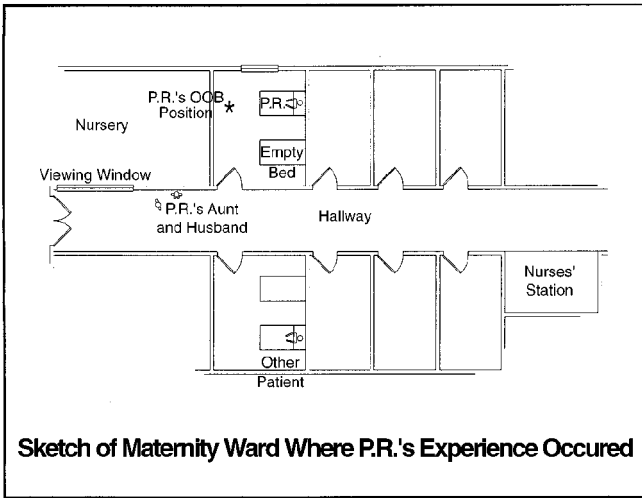 P.R.'s OOB
Position
*
P.R.
Nursery
Empty
Bed
Viewing Window
P.R.'s Aunt
and Husband
Hallway
Nurses'
Station
Other
Patient
Sketch of Maternity Ward Where P.R.'s Experience Occured